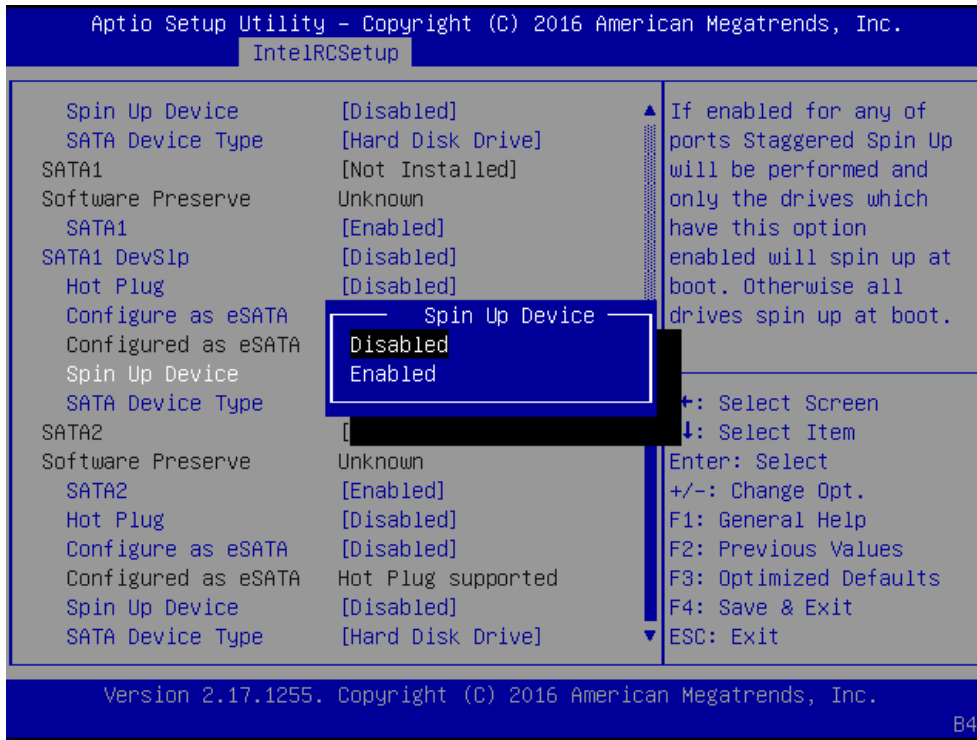 Aptio Setup Utility – Copyright (C) 2016 American Megatrends, Inc.
IntelRCSetup
Spin Up Device [Disabled]
SATA Device Type [Hard Disk Drive]
SATA1 [Not Installed]
Software Preserve Unknown
SATA1 [Enabled]
SATA1 DevSlp [Disabled]
Hot Plug [Disabled]
Configure as eSATA
Configured as eSATA
Spin Up Device
SATA Device Type
SATA2 [
Software Preserve Unknown
SATA2 [Enabled]
Hot Plug [Disabled]
Configure as eSATA [Disabled]
Configured as eSATA Hot Plug supported
Spin Up Device [Disabled]
SATA Device Type [Hard Disk Drive]
Spin Up Device
Disabled
Enabled
If enabled for any of
ports Staggered Spin Up
will be performed and
only the drives which
have this option
enabled will spin up at
boot. Otherwise all
drives spin up at boot.
←: Select Screen
↓: Select Item
Enter: Select
+/-: Change Opt.
F1: General Help
F2: Previous Values
F3: Optimized Defaults
F4: Save & Exit
ESC: Exit
Version 2.17.1255. Copyright (C) 2016 American Megatrends, Inc.
B4